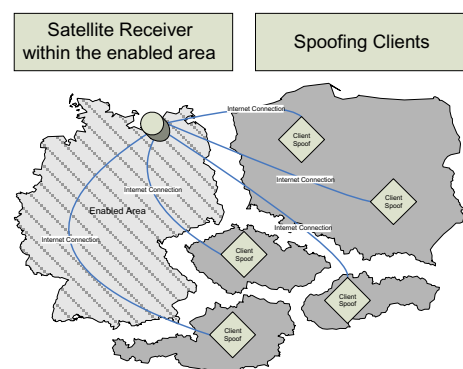 Satellite Receiver
within the enabled area
Spoofing Clients
Internet Connection
Client
Spoof
Internet Connection
Internet Connection
Client
Spoof
Enabled Area
Internet Connection
Internet Connection
Client
Spoof
Client
Spoof
Client
Spoof